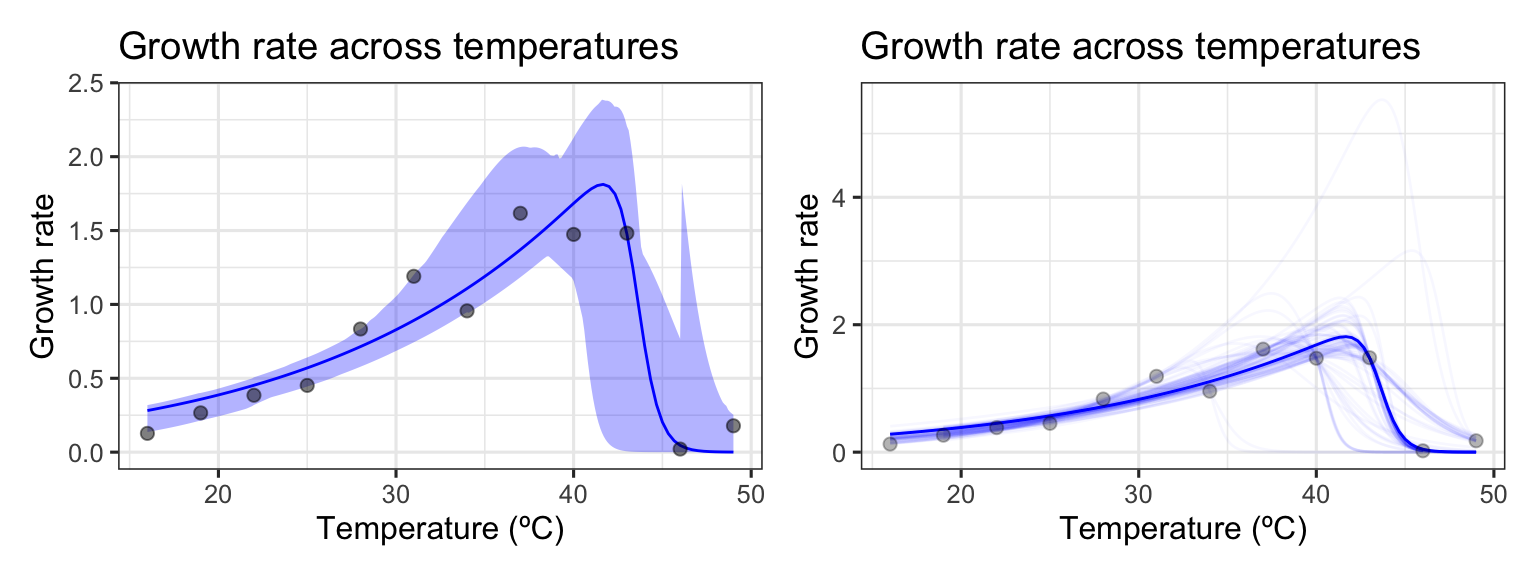 Growth rate across temperatures
2.5
2.0
1.5
1.0
0.5
0.0
Growth rate
20 30 40 50
Temperature (ºC)
Growth rate across temperatures
4
2
0
Growth rate
20 30 40 50
Temperature (ºC)